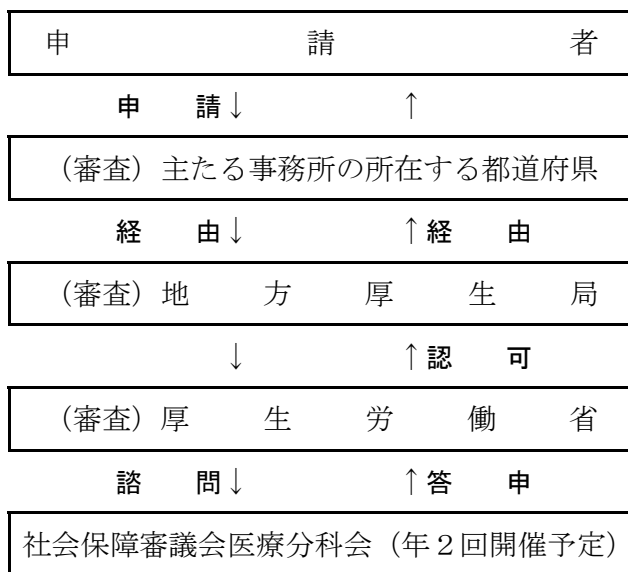 申請者
申請↓ ↑
（審査）主たる事務所の所在する都道府県
経由↓ ↑経由
（審査）地方厚生局
↓ ↑認可
（審査）厚生労働省
諮問↓ ↑答申
社会保障審議会医療分科会（年２回開催予定）